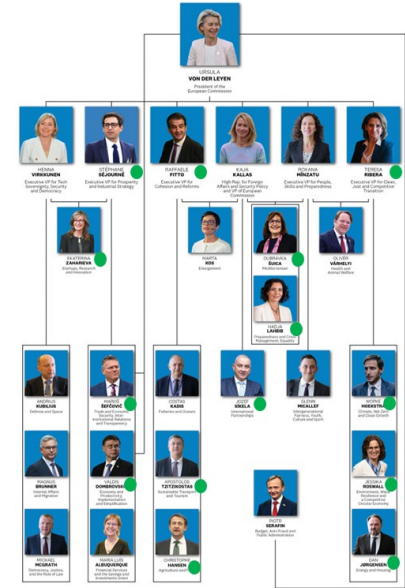 URSULA
VON DER LEYEN
President of the
European Commission
HENNA
VIRKKUNEN
Executive VP for Tech
Sovereignty, Security
and Democracy
STÉPHANE
SÉJOURNÉ
Executive VP for Prosperity
and Industrial Strategy
RAFFAELE
FITTO
Executive VP for
Cohesion and Reforms
KAJA
KALLAS
High Rep. for Foreign
Affairs and Security Policy
and VP of European
Commission
ROXANA
MÎNZATU
Executive VP for People,
Skills and Preparedness
TERESA
RIBERA
Executive VP for Clean,
Just and Competitive
Transition
EKATERINA
ZAHARIEVA
Startups, Research
and Innovation
MARTA
KOS
Enlargement
DUBRAVKA
ŠUICA
Mediterranean
OLIVÉR
VÁRHELYI
Health and
Animal Welfare
HADJA
LAHBIB
Preparedness and Crisis
Management, Equality
ANDRIUS
KUBILIUS
Defence and Space
MAROŠ
ŠEFČOVIČ
Trade and Economic
Security, Inter-
institutional Relations
and Transparency
COSTAS
KADIS
Fisheries and Oceans
JOZEF
SÍKELA
International
Partnerships
GLENN
MICALLEF
Intergenerational
Fairness, Youth,
Culture and Sport
WOPKE
HOEKSTRA
Climate, Net Zero
and Clean Growth
MAGNUS
BRUNNER
Internal Affairs
and Migration
VALDIS
DOMBROVSKIS
Economy and
Productivity,
Implementation
and Simplification
APOSTOLOS
TZITZIKOSTAS
Sustainable Transport
and Tourism
JESSIKA
ROSWALL
Environment, Water
Resilience and
a Competitive
Circular Economy
PIOTR
SERAFIN
Budget, Anti-Fraud and
Public Administration
MICHAEL
MCGRATH
Democracy, Justice,
and the Rule of Law
MARIA LUÍS
ALBUQUERQUE
Financial Services
and the Savings and
Investments Union
CHRISTOPHE
HANSEN
Agriculture and
DAN
JØRGENSEN
Energy and Housing